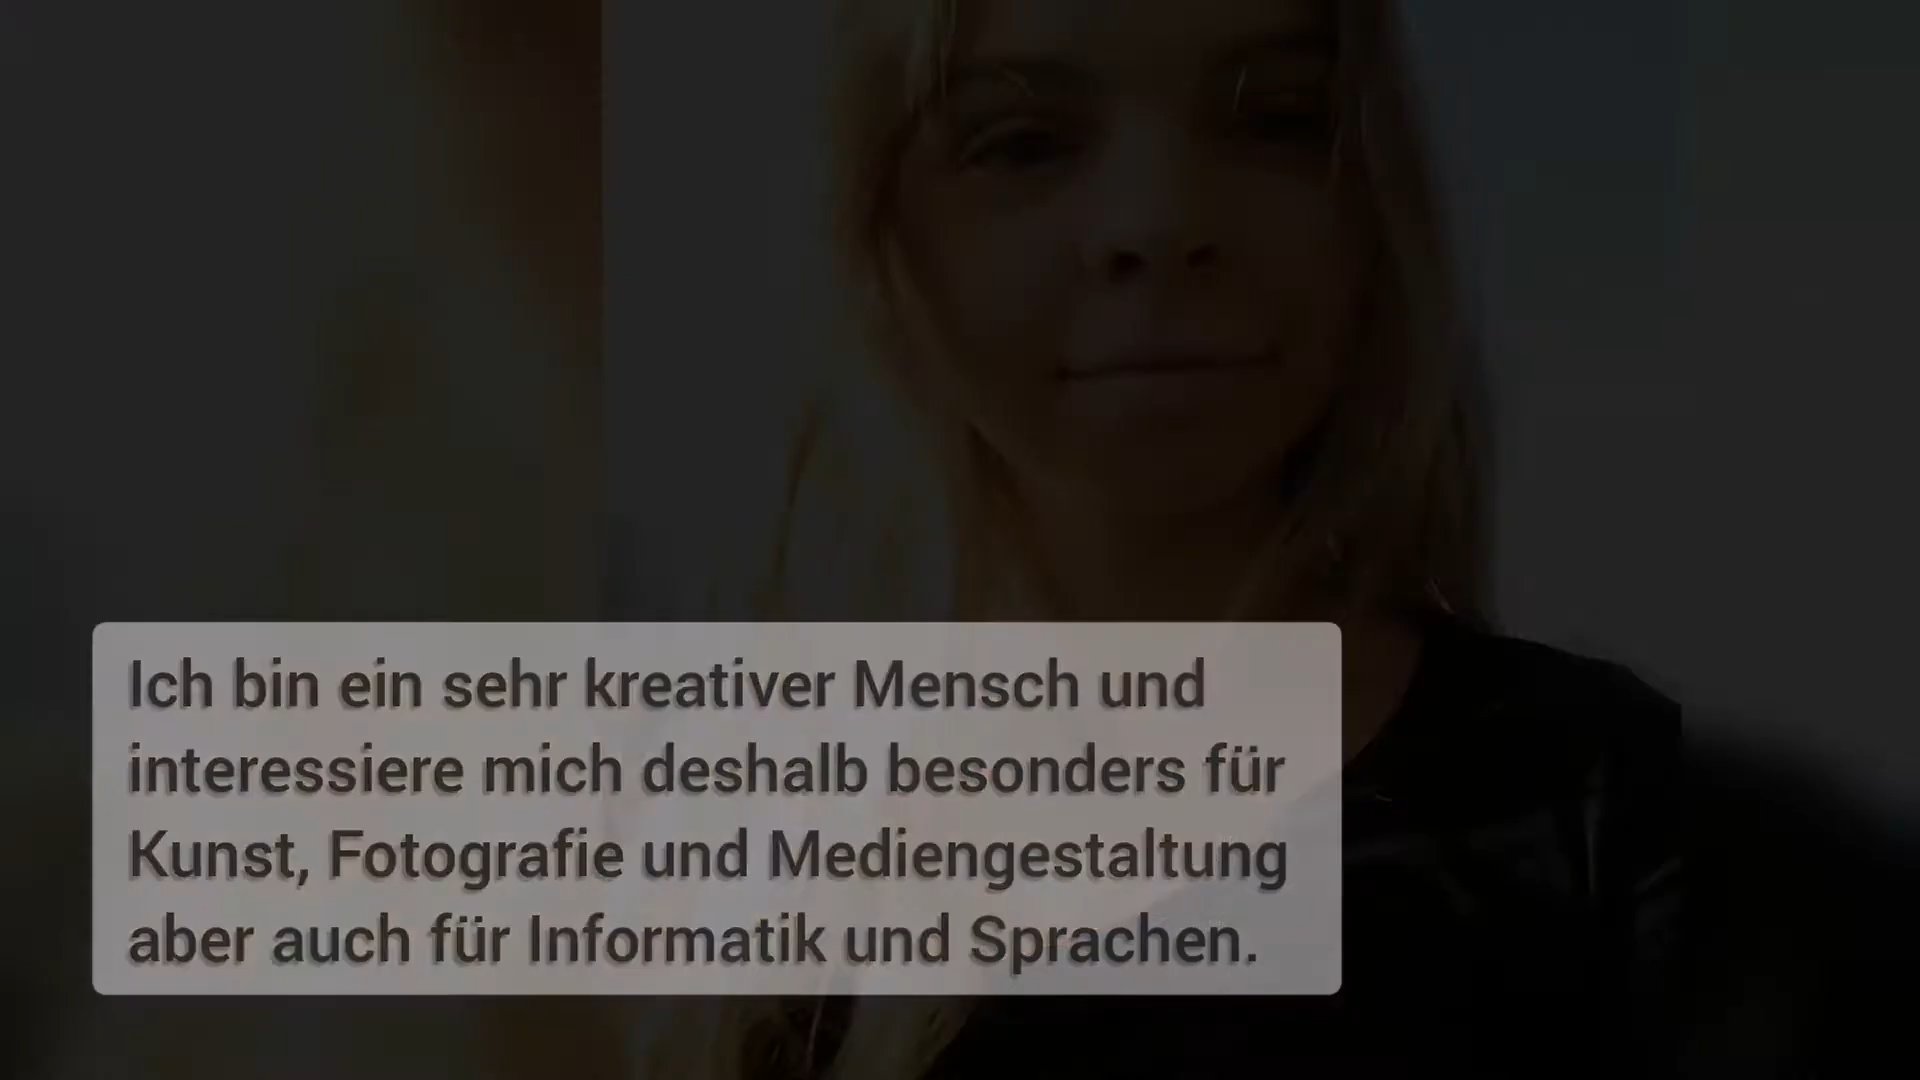 Ich bin ein sehr kreativer Mensch und
interessiere mich deshalb besonders für
Kunst, Fotografie und Mediengestaltung
aber auch für Informatik und Sprachen.